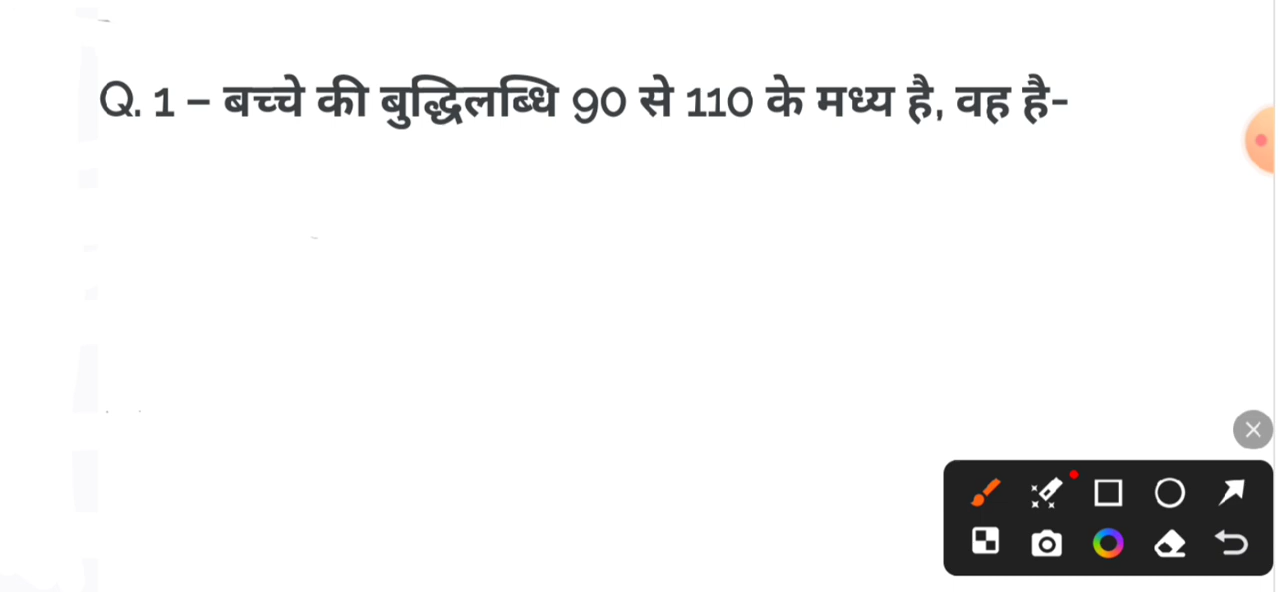 Q. 1 – बच्चे की बुद्धिलब्धि 90 से 110 के मध्य है, वह है-